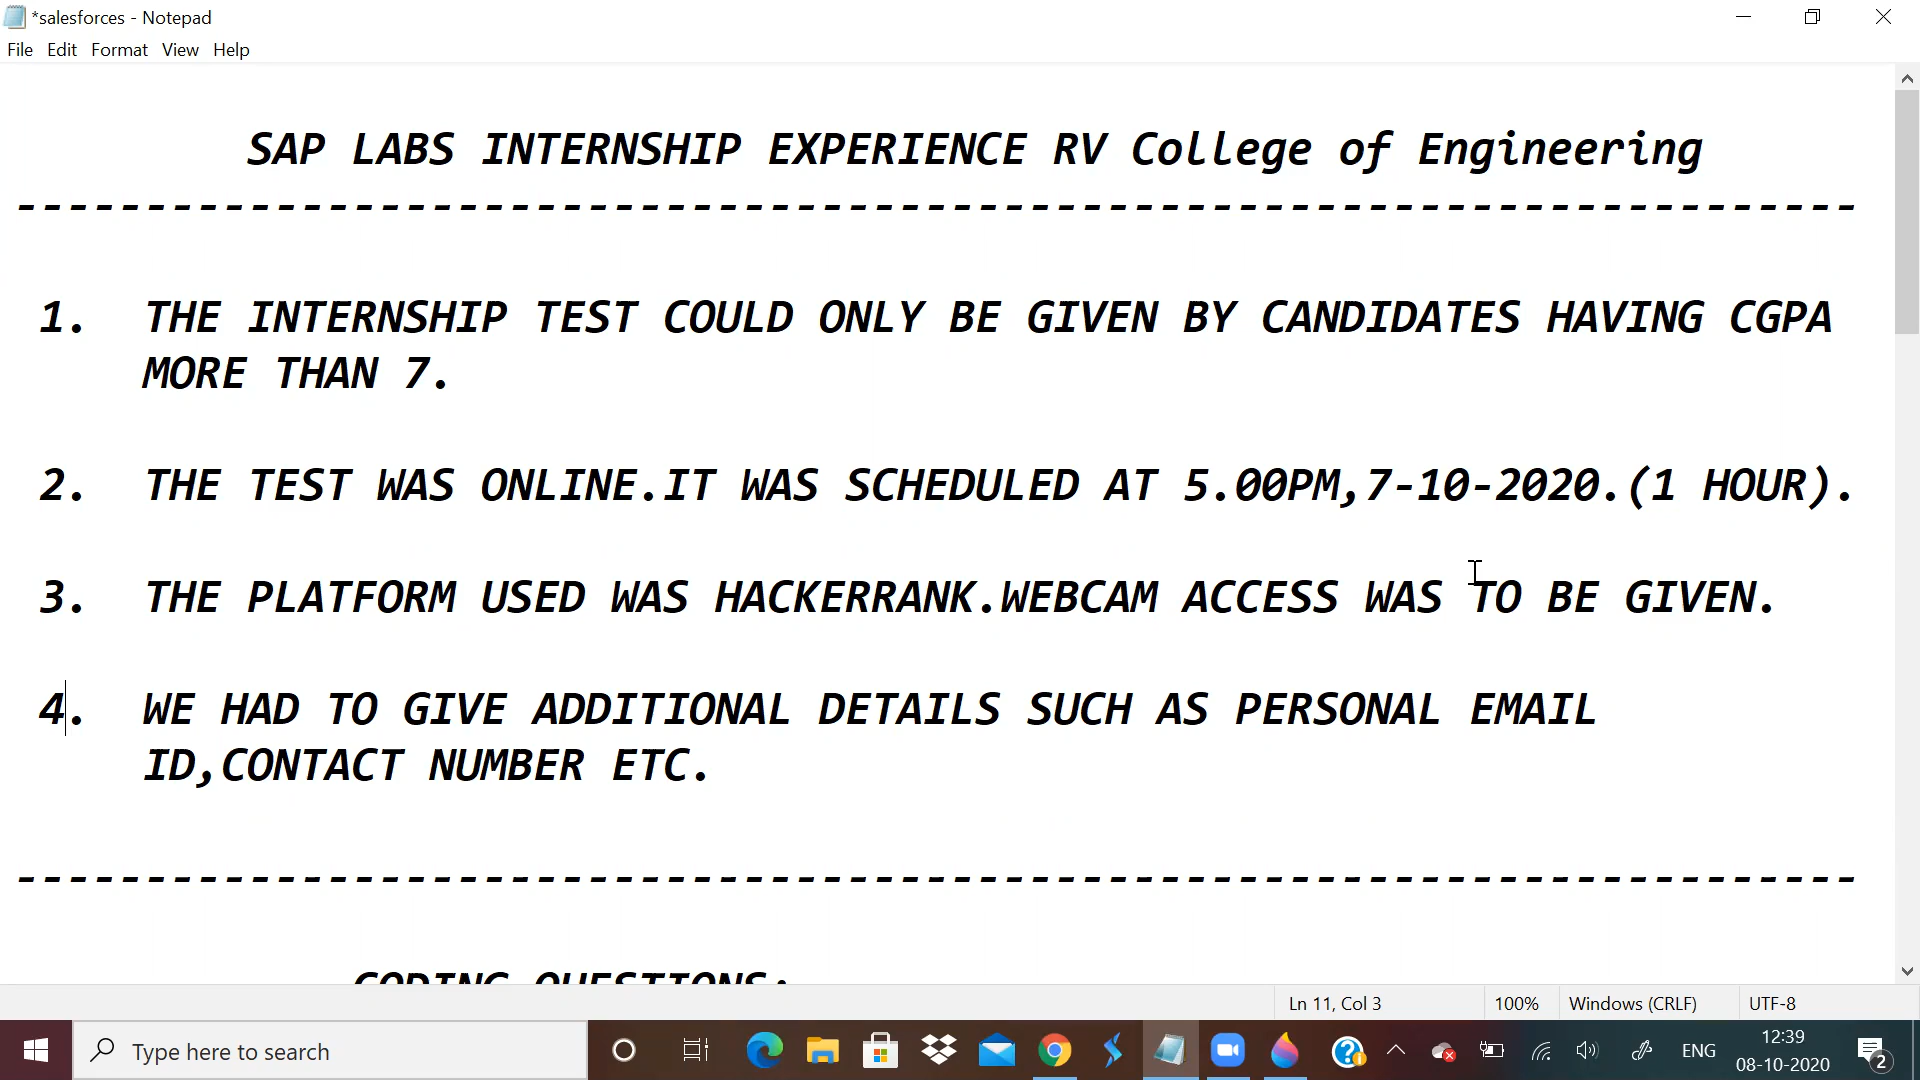 *salesforces - Notepad
File Edit Format View Help
SAP LABS INTERNSHIP EXPERIENCE RV College of Engineering
-----------------------------------------------------------------------
1. THE INTERNSHIP TEST COULD ONLY BE GIVEN BY CANDIDATES HAVING CGPA
MORE THAN 7.
2. THE TEST WAS ONLINE.IT WAS SCHEDULED AT 5.00PM,7-10-2020.(1 HOUR).
3. THE PLATFORM USED WAS HACKERRANK.WEBCAM ACCESS WAS TO BE GIVEN.
4. WE HAD TO GIVE ADDITIONAL DETAILS SUCH AS PERSONAL EMAIL
ID,CONTACT NUMBER ETC.
-----------------------------------------------------------------------
CODING QUESTIONS:
Ln 11, Col 3 100% Windows (CRLF) UTF-8
Type here to search
ENG
12:39
08-10-2020
2